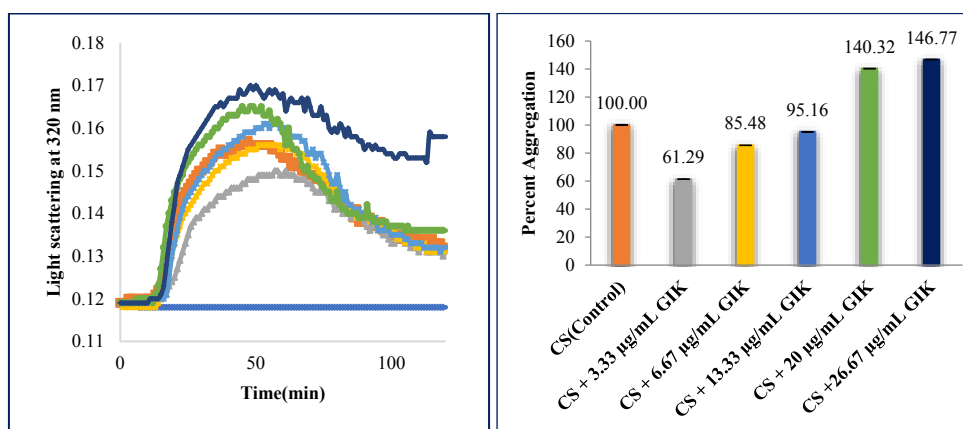 0.18
0.17
0.16
0.15
0.14
0.13
0.12
0.11
Light scattering at 320 nm
0
50
100
Time(min)
160
140
120
100
80
60
40
20
0
Percent Aggregation
100.00
61.29
85.48
95.16
140.32
146.77
CS(Control)
CS + 3.33 µg/mL GIK
CS + 6.67 µg/mL GIK
CS + 13.33 µg/mL GIK
CS + 20 µg/mL GIK
CS +26.67 µg/mL GIK